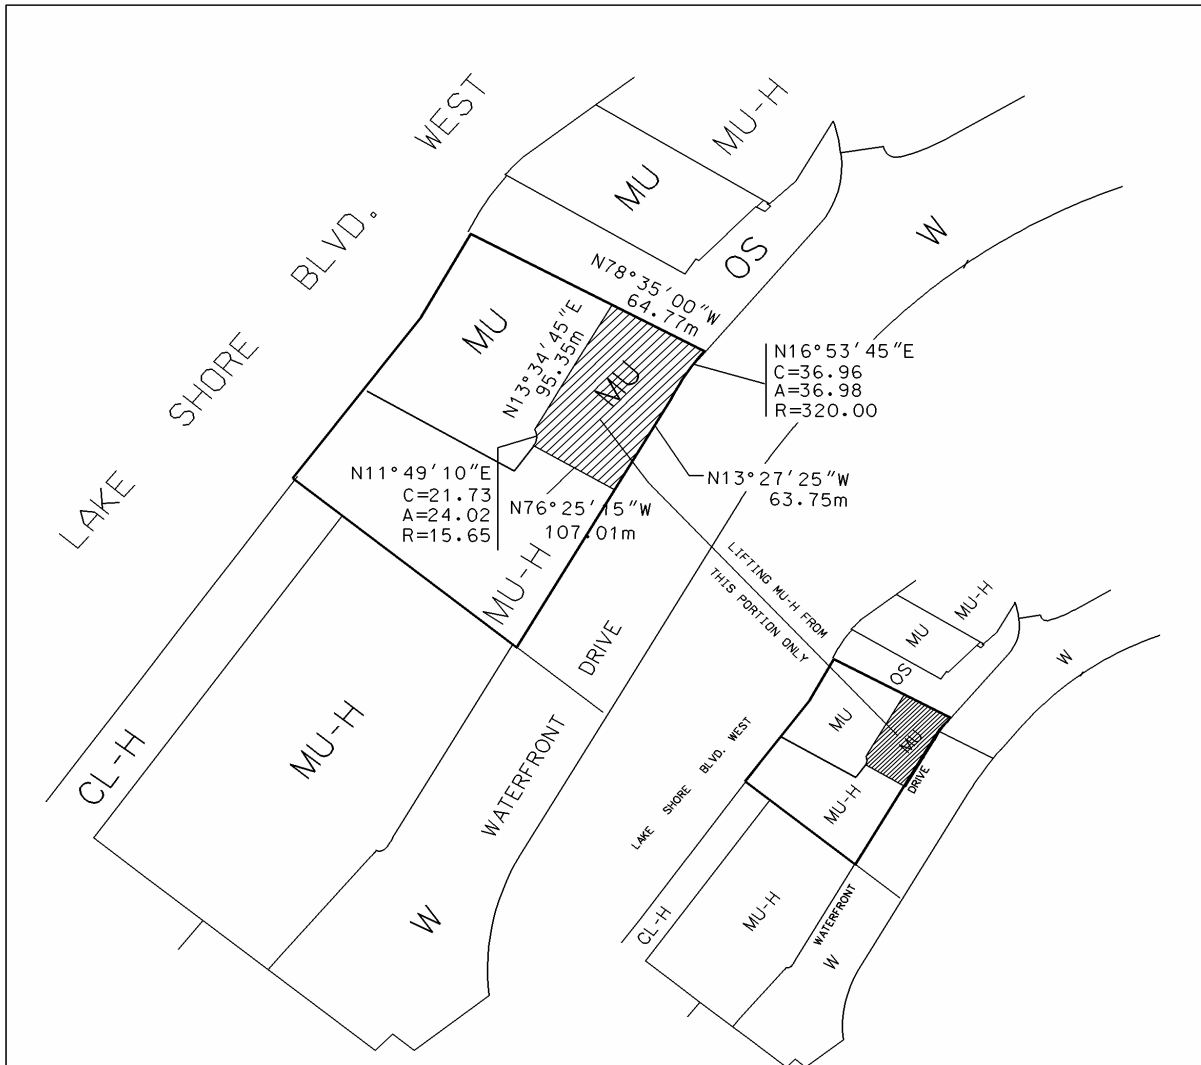 LAKE SHORE BLVD. WEST
MU-H
MU
OS
W
N78°35'00"W
64.77m
MU
N13°34'45"E
95.35m
MU
N16°53'45"E
C=36.96
A=36.98
R=320.00
N11°49'10"E
C=21.73
A=24.02
R=15.65
N13°27'25"W
63.75m
N76°25'15"W
107.01m
MU-H
LIFTING MU-H FROM
THIS PORTION ONLY
WATERFRONT DRIVE
CL-H
MU-H
W
MU-H
MU
OS
W
MU
MU
LAKE SHORE BLVD. WEST
MU-H
WATERFRONT DRIVE
CL-H
MU-H
W